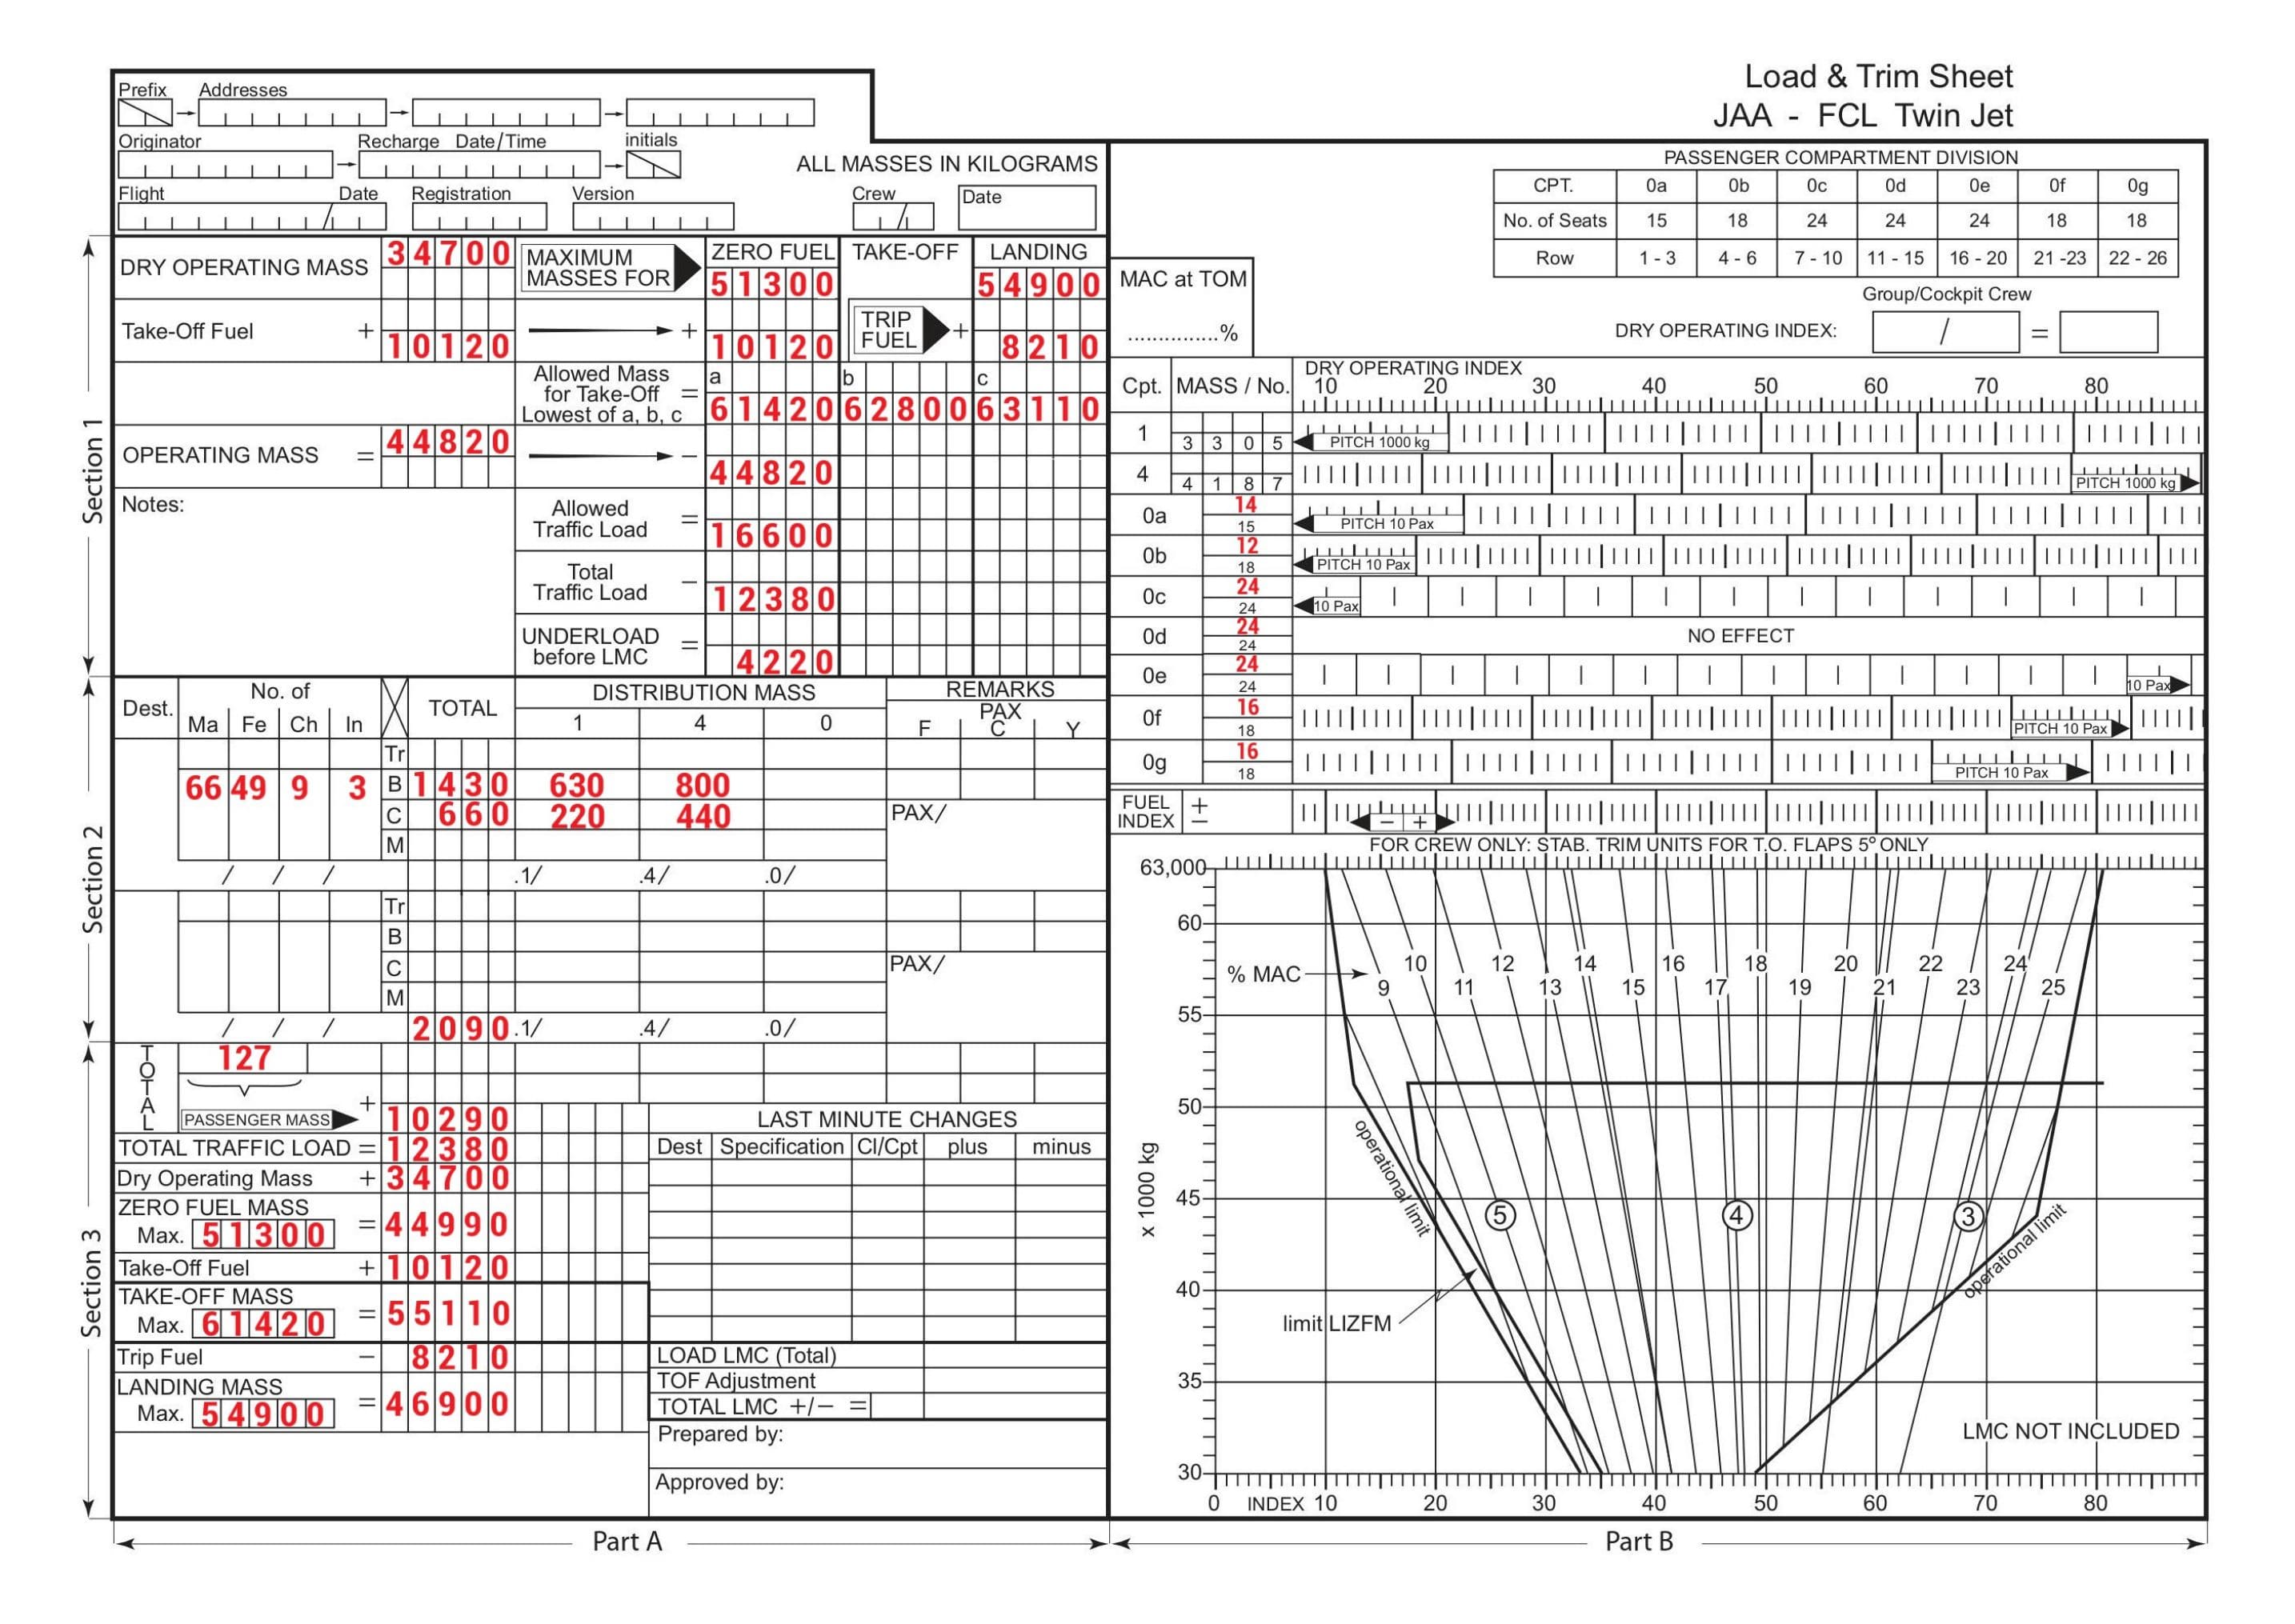 Load & Trim Sheet
JAA - FCL Twin Jet
Prefix Addresses
Originator Recharge Date/Time initials
ALL MASSES IN KILOGRAMS
Flight Date Registration Version Crew Date
Section 1
DRY OPERATING MASS 34700 MAXIMUM MASSES FOR ZERO FUEL TAKE-OFF LANDING
51300 54900
Take-Off Fuel + 10120 + 10120 TRIP FUEL + 8210
Allowed Mass for Take-Off Lowest of a, b, c = a 61420 b 62800 c 63110
OPERATING MASS = 44820 − 44820
Notes:
Allowed Traffic Load = 16600
Total Traffic Load − 12380
UNDERLOAD before LMC = 4220
Section 2
Dest. No. of TOTAL DISTRIBUTION MASS REMARKS
Ma Fe Ch In 1 4 0 PAX
F C Y
Tr
66 49 9 3 B 1430 630 800
C 660 220 440 PAX/
M
/ / / .1/ .4/ .0/
Tr
B
C PAX/
M
/ / / 2090 .1/ .4/ .0/
Section 3
TOTAL 127
PASSENGER MASS + 10290
LAST MINUTE CHANGES
TOTAL TRAFFIC LOAD = 12380
Dest Specification Cl/Cpt plus minus
Dry Operating Mass + 34700
ZERO FUEL MASS
Max. 51300 = 44990
Take-Off Fuel + 10120
TAKE-OFF MASS
Max. 61420 = 55110
Trip Fuel − 8210
LOAD LMC (Total)
TOF Adjustment
LANDING MASS
Max. 54900 = 46900
TOTAL LMC +/− =
Prepared by:
Approved by:
Part A
PASSENGER COMPARTMENT DIVISION
CPT. 0a 0b 0c 0d 0e 0f 0g
No. of Seats 15 18 24 24 24 18 18
Row 1 - 3 4 - 6 7 - 10 11 - 15 16 - 20 21 -23 22 - 26
Group/Cockpit Crew
MAC at TOM
...............%
DRY OPERATING INDEX: / =
Cpt. MASS / No. DRY OPERATING INDEX
10 20 30 40 50 60 70 80
1 3 3 0 5 PITCH 1000 kg
4 4 1 8 7 PITCH 1000 kg
0a 14 15 PITCH 10 Pax
0b 12 18 PITCH 10 Pax
0c 24 24 10 Pax
0d 24 24 NO EFFECT
0e 24 24 10 Pax
0f 16 18 PITCH 10 Pax
0g 16 18 PITCH 10 Pax
FUEL INDEX + − − +
FOR CREW ONLY: STAB. TRIM UNITS FOR T.O. FLAPS 5° ONLY
63,000
60
% MAC 9 10 11 12 13 14 15 16 17 18 19 20 21 22 23 24 25
55
50
x 1000 kg
operational limit
45
5 4 3
operational limit
40
limit LIZFM
35
LMC NOT INCLUDED
30
0 INDEX 10 20 30 40 50 60 70 80
Part B